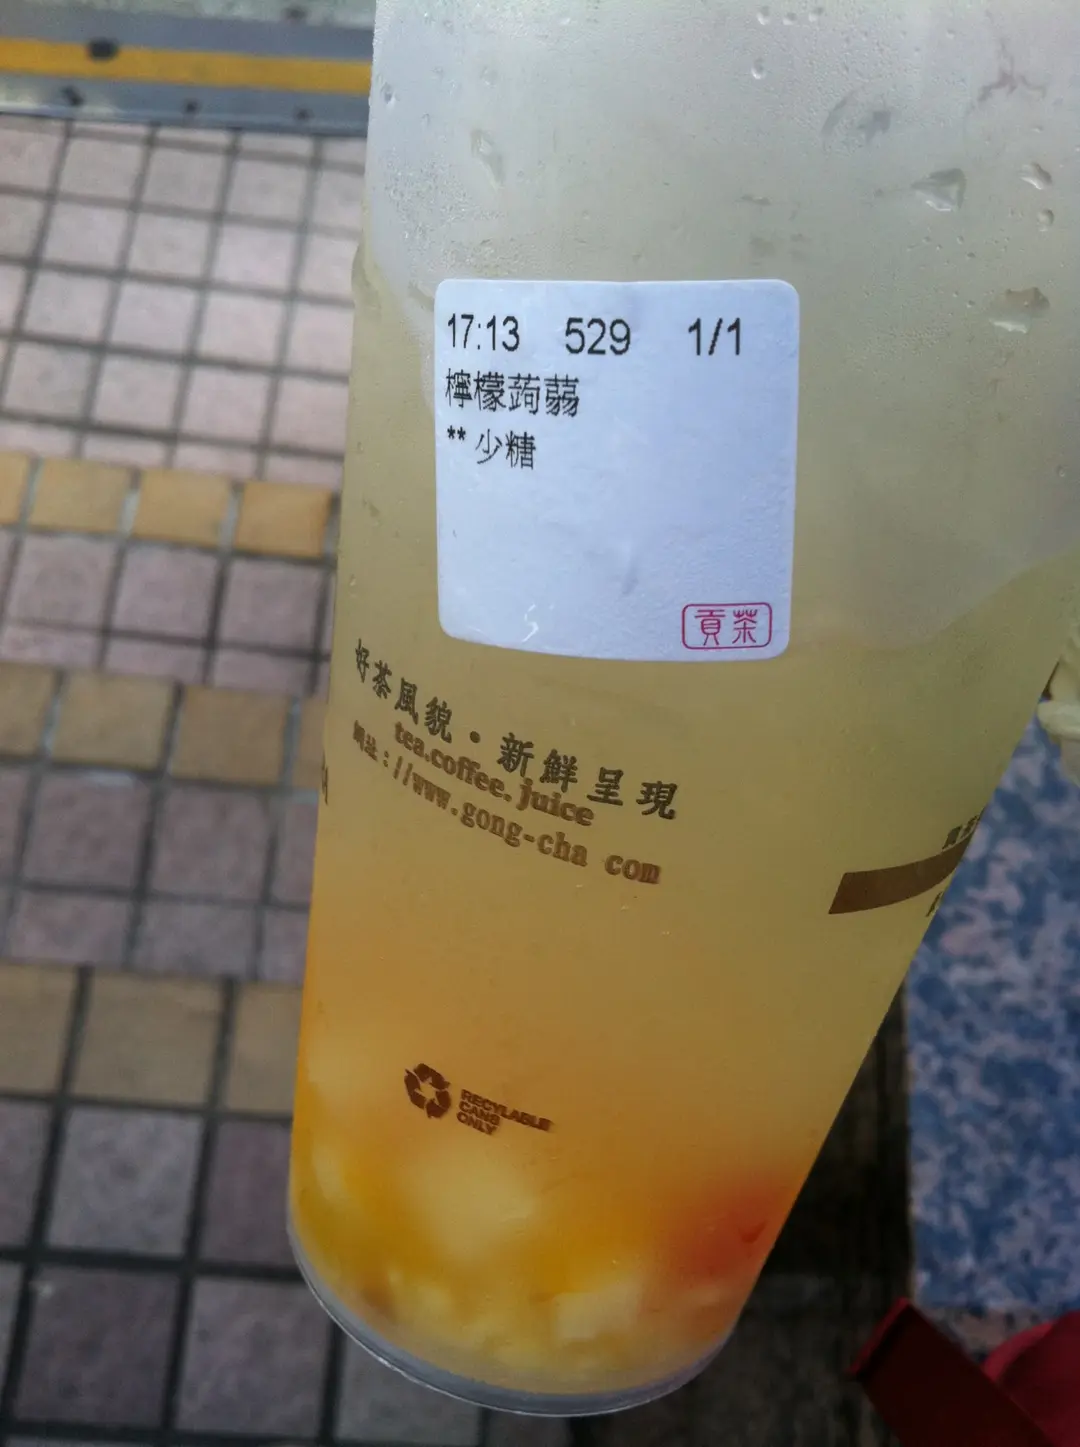 17:13 529 1/1
檸檬蒟蒻
** 少糖
貢茶
好茶風貌・新鮮呈現
tea.coffee.juice
網址://www.gong-cha com
RECYLABLE
CANS
ONLY